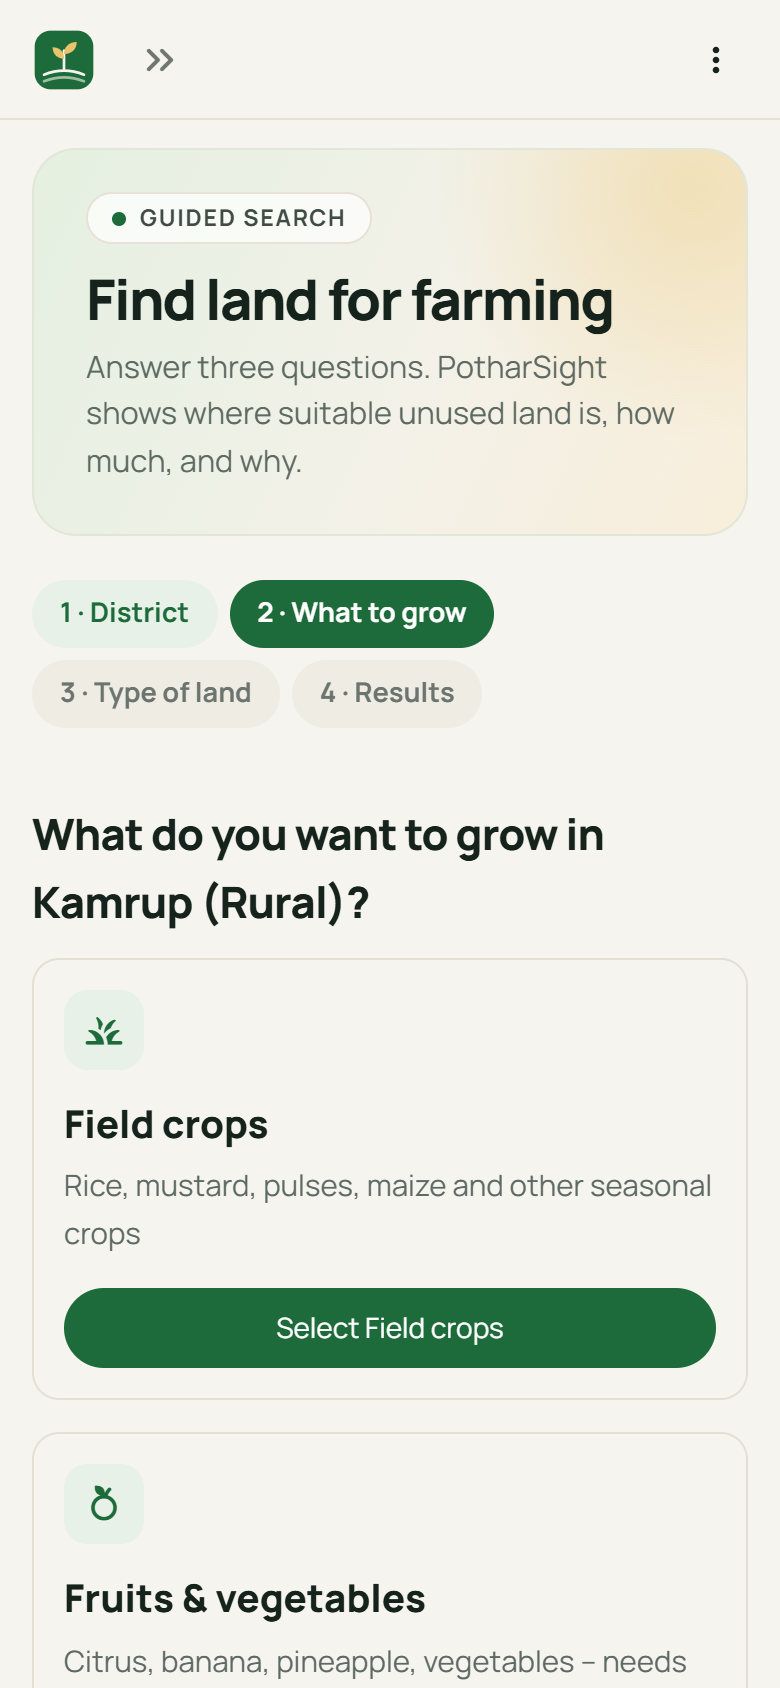 GUIDED SEARCH
Find land for farming
Answer three questions. PotharSight
shows where suitable unused land is, how
much, and why.
1 · District
2 · What to grow
3 · Type of land
4 · Results
What do you want to grow in
Kamrup (Rural)?
Field crops
Rice, mustard, pulses, maize and other seasonal
crops
Select Field crops
Fruits & vegetables
Citrus, banana, pineapple, vegetables – needs